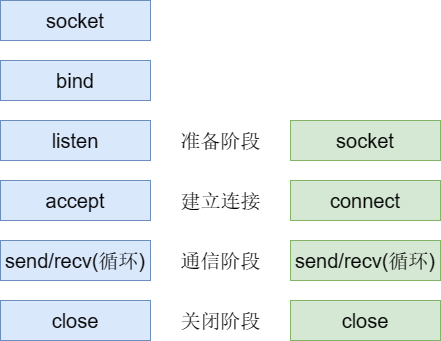 socket
bind
listen 准备阶段 socket
accept 建立连接 connect
send/recv(循环) 通信阶段 send/recv(循环)
close 关闭阶段 close